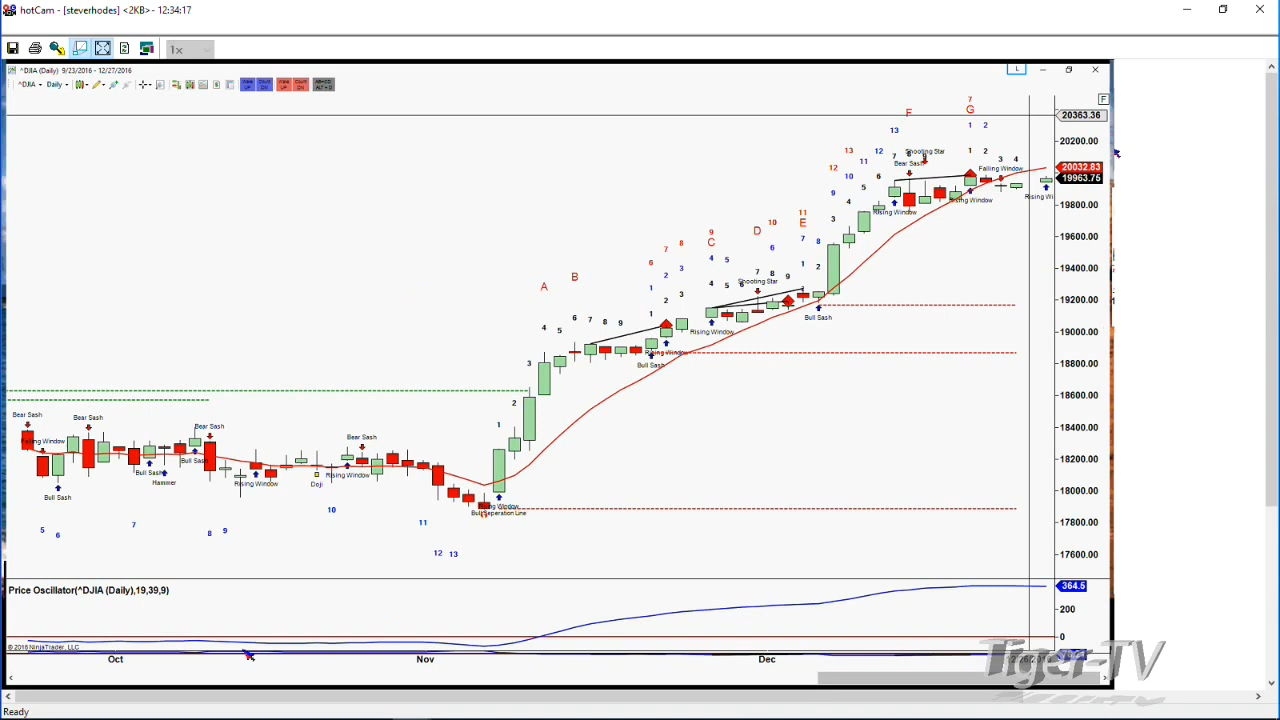 hotCam - [steverhodes] <2KB> - 12:34:17
1x
^DJIA (Daily) 9/23/2016 - 12/27/2016
L
^DJIA Daily
F
7
F G
20363.36
13 1 2
20200.00
13 12 Shooting Star
7 8 9 1 2
12 11 Bear Sash 3 4
Falling Window
20032.83
10 6
19963.75
9 5 Rising Window
4 Rising Window Rising Wi
19800.00
11
10 E 3
D
9
C 7 8
19600.00
8
7 6
6 4 5 1 2
19400.00
B 2 3 7 8 9
A Shooting Star
1 4 5 6
2 3
19200.00
1 Bull Sash
4 5 6 7 8 9 Rising Window
19000.00
Rising Window
3 Bull Sash
18800.00
18600.00
2
Bear Sash Bear Sash Bear Sash 1
18400.00
Falling Window Bear Sash
Bull Sash
18200.00
Bull Sash Hammer Rising Window Doji Rising Window
Bull Sash
18000.00
Rising Window
Bull Seperation Line
10
17800.00
5 6 7 8 9 11
12 13
17600.00
Price Oscillator(^DJIA (Daily),19,39,9)
364.5
200
0
© 2016 NinjaTrader, LLC
Oct Nov Dec
Tiger-TV
Ready